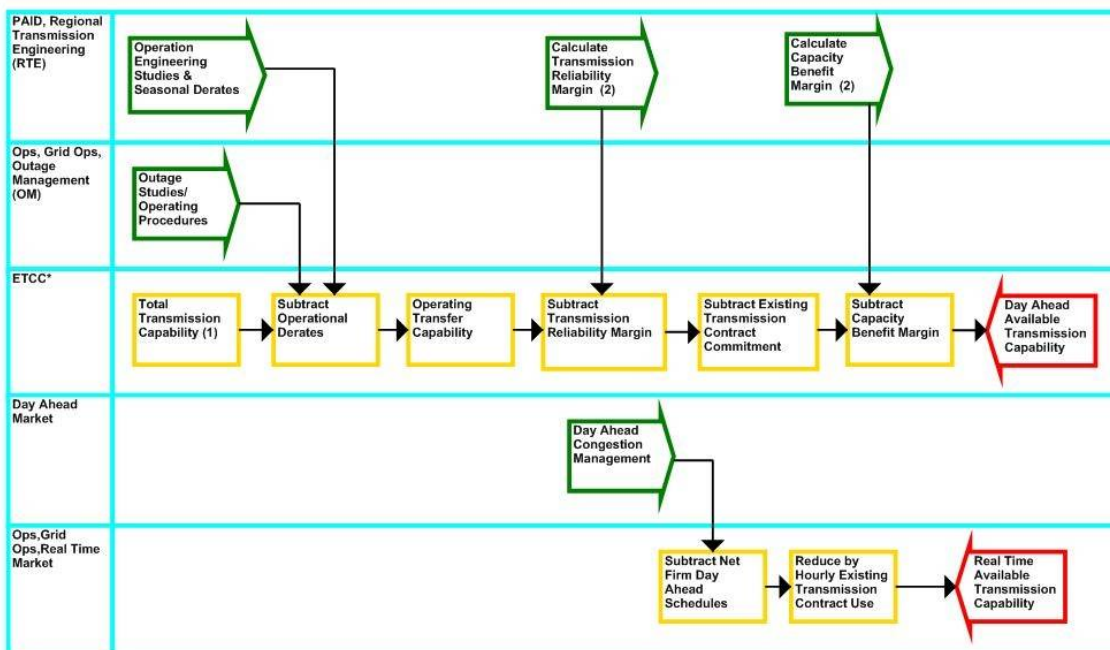 PAID, Regional
Transmission
Engineering
(RTE)
Operation
Engineering
Studies &
Seasonal Derates
Calculate
Transmission
Reliability
Margin (2)
Calculate
Capacity
Benefit
Margin (2)
Ops, Grid Ops,
Outage
Management
(OM)
Outage
Studies/
Operating
Procedures
ETCC*
Total
Transmission
Capability (1)
Subtract
Operational
Derates
Operating
Transfer
Capability
Subtract
Transmission
Reliability Margin
Subtract Existing
Transmission
Contract
Commitment
Subtract
Capacity
Benefit Margin
Day Ahead
Available
Transmission
Capability
Day Ahead
Market
Day Ahead
Congestion
Management
Ops,Grid
Ops,Real Time
Market
Subtract Net
Firm Day
Ahead
Schedules
Reduce by
Hourly Existing
Transmission
Contract Use
Real Time
Available
Transmission
Capability